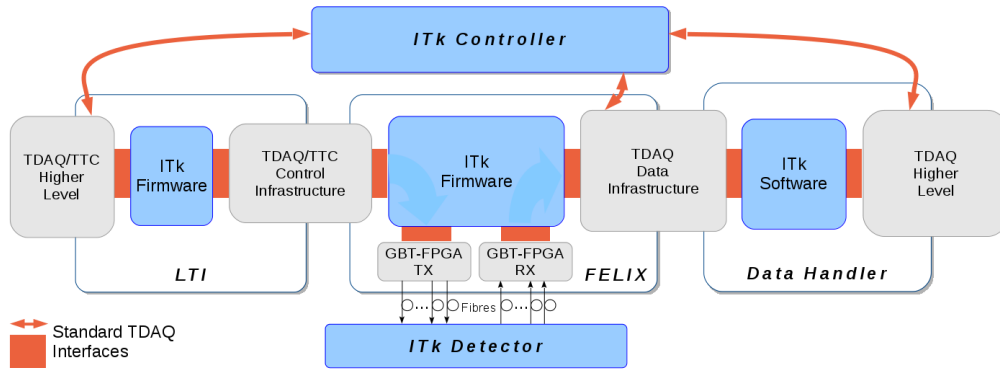 ITk Controller
TDAQ/TTC
Higher
Level
ITk
Firmware
TDAQ/TTC
Control
Infrastructure
ITk
Firmware
TDAQ
Data
Infrastructure
ITk
Software
TDAQ
Higher
Level
LTI
GBT-FPGA
TX
GBT-FPGA
RX
FELIX
Data Handler
Fibres
ITk Detector
Standard TDAQ
Interfaces